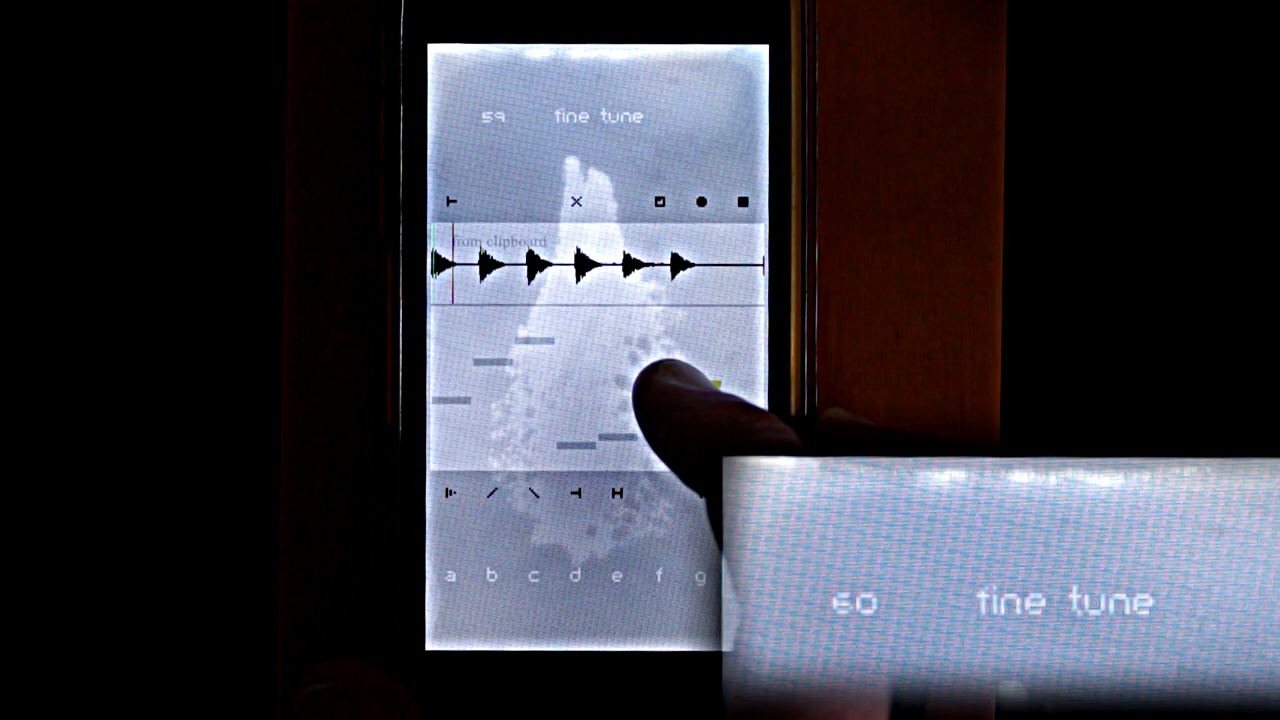 59 fine tune
from clipboard
a b c d e f g
60 fine tune